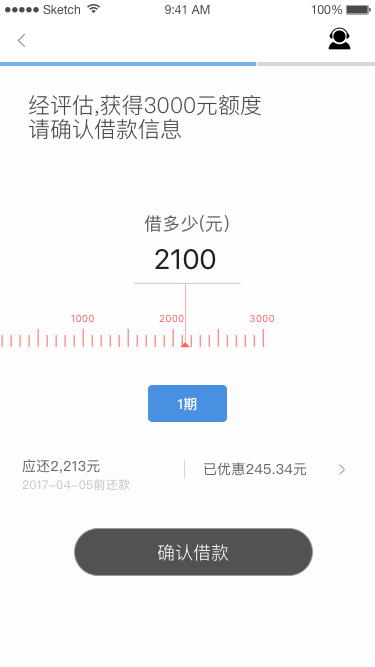 Sketch 9:41 AM 100%
经评估,获得3000元额度
请确认借款信息
借多少(元)
2100
1000 2000 3000
1期
应还2,213元 已优惠245.34元
2017-04-05前还款
确认借款